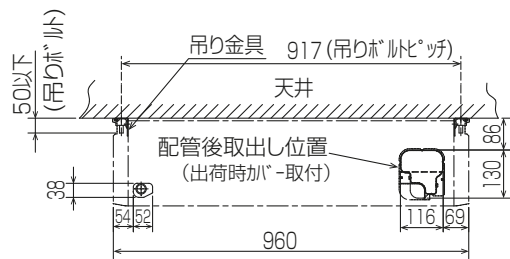 吊り金具
917(吊りボルトピッチ)
50以下
(吊りボルト)
天井
86
配管後取出し位置
(出荷時カバー取付)
38
130
54
52
116
69
960